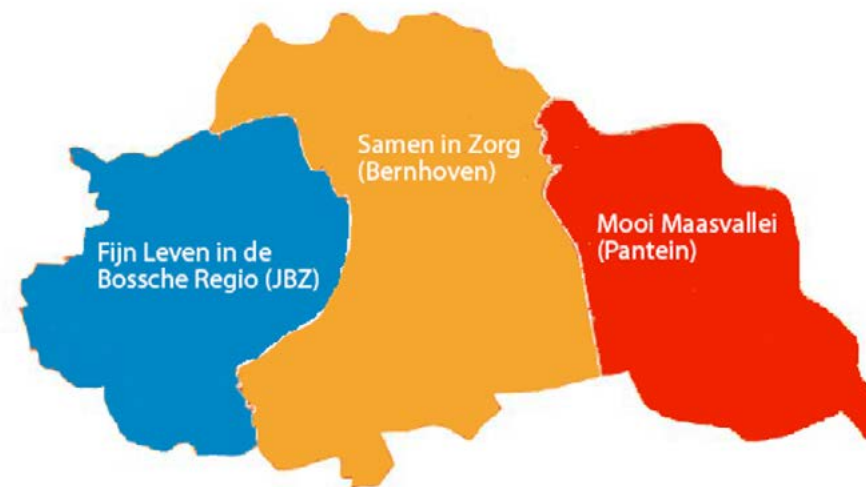 Fijn Leven in de
Bossche Regio (JBZ)
Samen in Zorg
(Bernhoven)
Mooi Maasvallei
(Pantein)